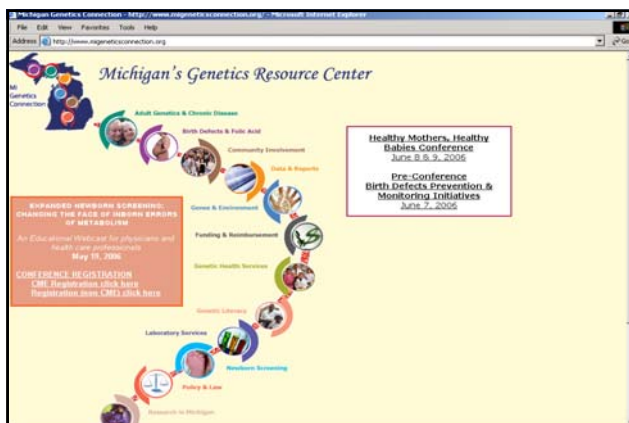 Michigan Genetics Connection - http://www.migeneticsconnection.org/ - Microsoft Internet Explorer
File Edit View Favorites Tools Help
Address http://www.migeneticsconnection.org
Go
MI
Genetics
Connection
Michigan's Genetics Resource Center
Adult Genetics & Chronic Disease
Birth Defects & Folic Acid
Community Involvement
Data & Reports
Genes & Environment
Funding & Reimbursement
Genetic Health Services
Genetic Literacy
Laboratory Services
Newborn Screening
Policy & Law
Research in Michigan
EXPANDED NEWBORN SCREENING:
CHANGING THE FACE OF INBORN ERRORS
OF METABOLISM
An Educational Webcast for physicians and
health care professionals
May 2006
CONFERENCE REGISTRATION
CME Registration click here
Registration (non CME) click here
Healthy Mothers, Healthy
Babies Conference
June 8 & 9, 2006
Pre-Conference
Birth Defects Prevention &
Monitoring Initiatives
June 7, 2006